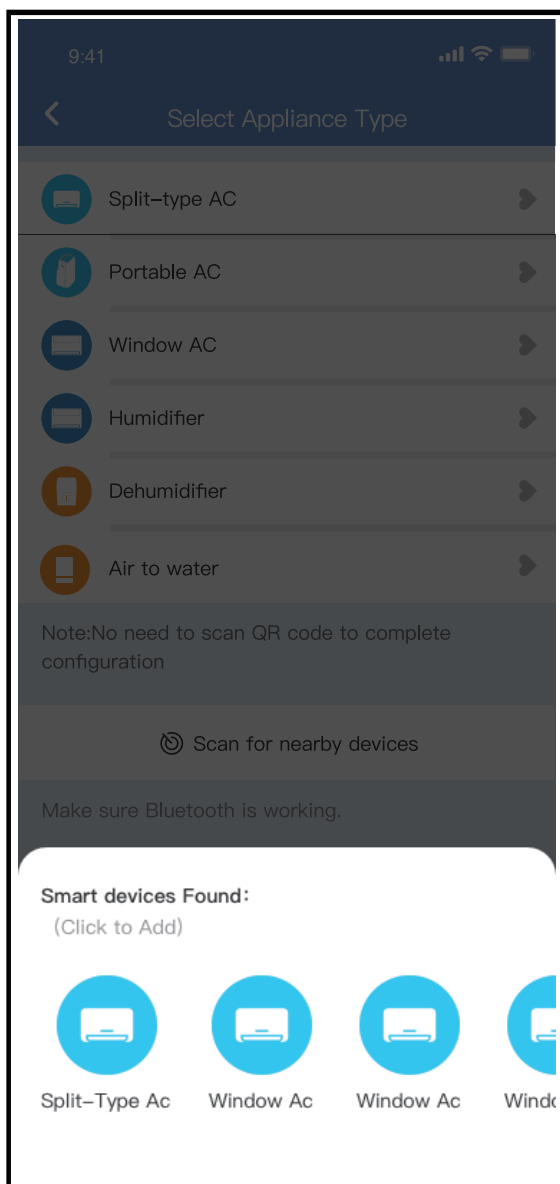 9:41
Select Appliance Type
Split–type AC
Portable AC
Window AC
Humidifier
Dehumidifier
Air to water
Note:No need to scan QR code to complete
configuration
Scan for nearby devices
Make sure Bluetooth is working.
Smart devices Found:
(Click to Add)
Split–Type Ac Window Ac Window Ac Windo